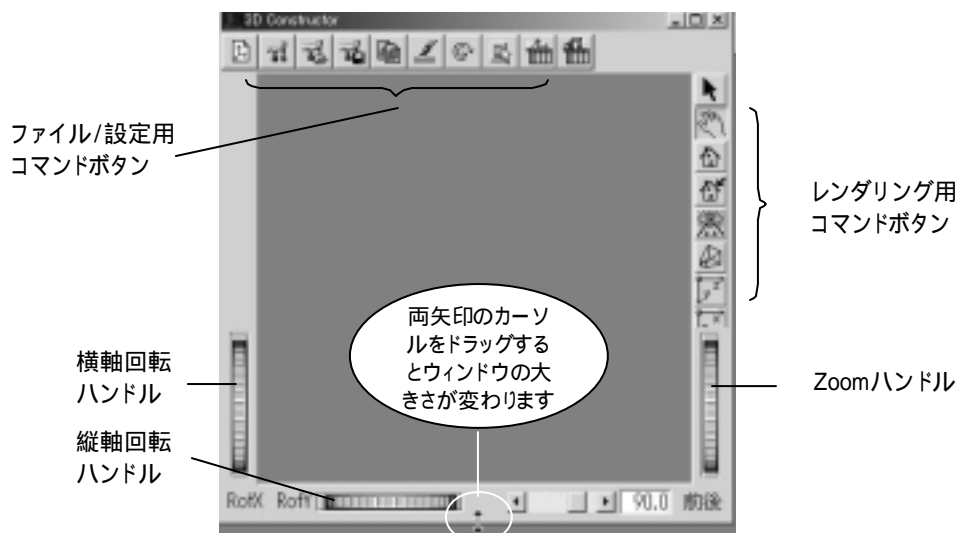 3D Constructor
ファイル/設定用
コマンドボタン
レンダリング用
コマンドボタン
両矢印のカーソ
ルをドラッグする
とウィンドウの大
きさが変わります
横軸回転
ハンドル
Zoomハンドル
縦軸回転
ハンドル
RotX RotY 90.0 前後